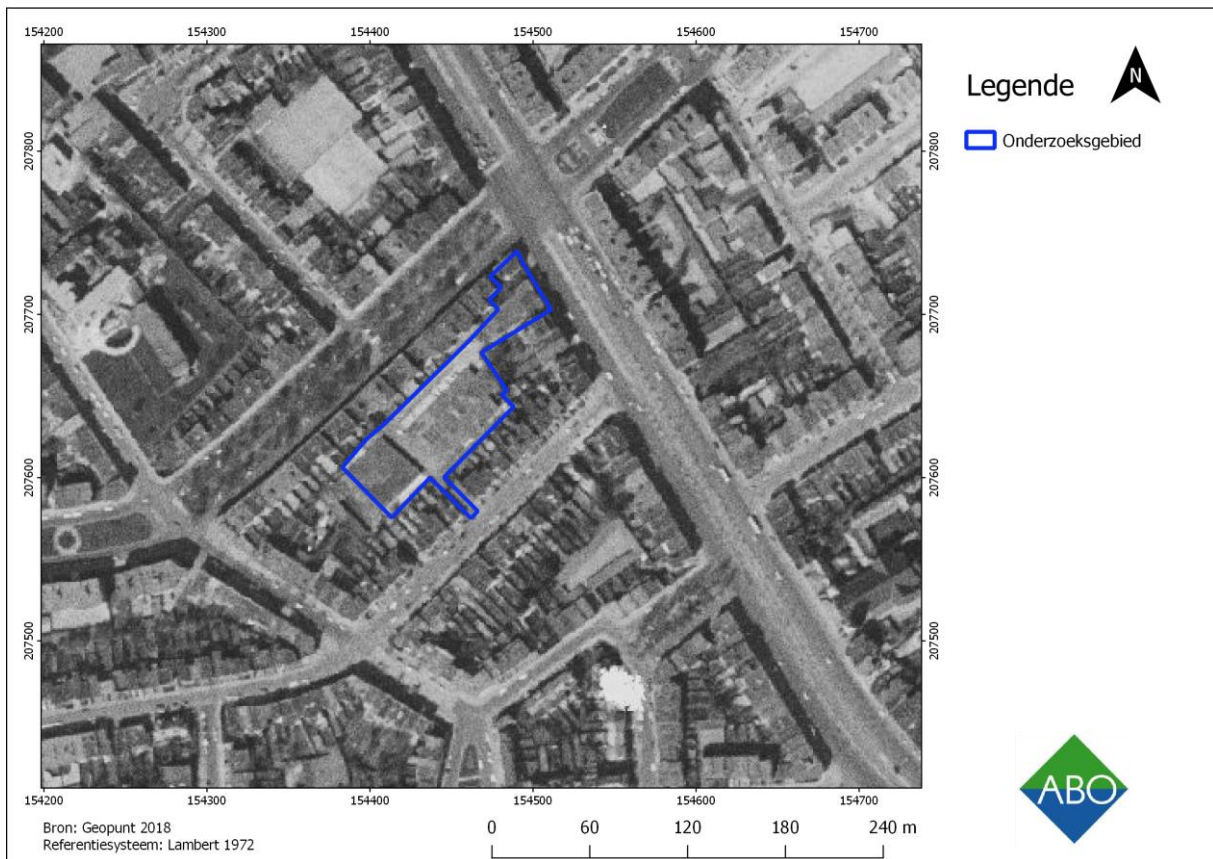 154200 154300 154400 154500 154600 154700
207800 207800
207700 207700
207600 207600
207500 207500
154200 154300 154400 154500 154600 154700
Legende
N
Onderzoeksgebied
Bron: Geopunt 2018
Referentiesysteem: Lambert 1972
0 60 120 180 240 m
ABO